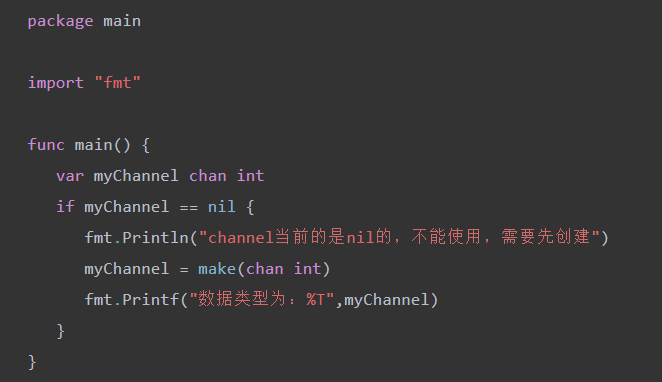 package main
import "fmt"
func main() {
var myChannel chan int
if myChannel == nil {
fmt.Println("channel当前的是nil的，不能使用，需要先创建")
myChannel = make(chan int)
fmt.Printf("数据类型为：%T",myChannel)
}
}